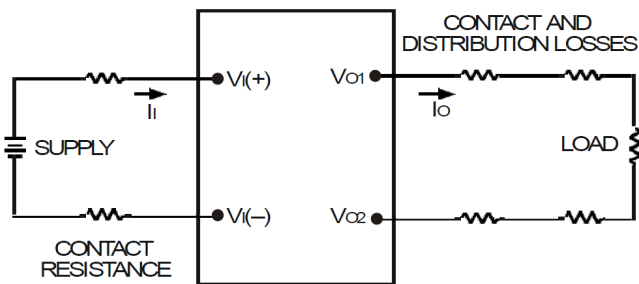 CONTACT AND
DISTRIBUTION LOSSES
VI(+)
VO1
II
IO
SUPPLY
LOAD
VI(–)
VO2
CONTACT
RESISTANCE